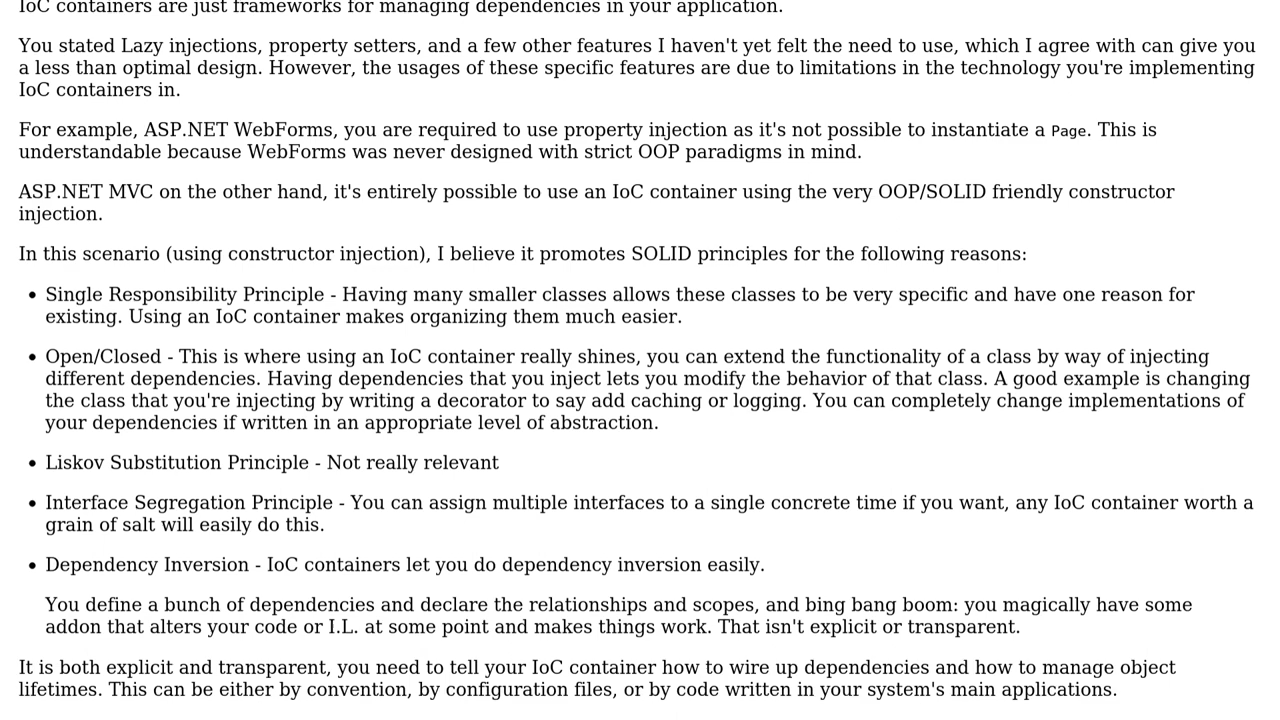 IoC containers are just frameworks for managing dependencies in your application.
You stated Lazy injections, property setters, and a few other features I haven't yet felt the need to use, which I agree with can give you
a less than optimal design. However, the usages of these specific features are due to limitations in the technology you're implementing
IoC containers in.
For example, ASP.NET WebForms, you are required to use property injection as it's not possible to instantiate a Page. This is
understandable because WebForms was never designed with strict OOP paradigms in mind.
ASP.NET MVC on the other hand, it's entirely possible to use an IoC container using the very OOP/SOLID friendly constructor
injection.
In this scenario (using constructor injection), I believe it promotes SOLID principles for the following reasons:
• Single Responsibility Principle - Having many smaller classes allows these classes to be very specific and have one reason for
existing. Using an IoC container makes organizing them much easier.
• Open/Closed - This is where using an IoC container really shines, you can extend the functionality of a class by way of injecting
different dependencies. Having dependencies that you inject lets you modify the behavior of that class. A good example is changing
the class that you're injecting by writing a decorator to say add caching or logging. You can completely change implementations of
your dependencies if written in an appropriate level of abstraction.
• Liskov Substitution Principle - Not really relevant
• Interface Segregation Principle - You can assign multiple interfaces to a single concrete time if you want, any IoC container worth a
grain of salt will easily do this.
• Dependency Inversion - IoC containers let you do dependency inversion easily.
You define a bunch of dependencies and declare the relationships and scopes, and bing bang boom: you magically have some
addon that alters your code or I.L. at some point and makes things work. That isn't explicit or transparent.
It is both explicit and transparent, you need to tell your IoC container how to wire up dependencies and how to manage object
lifetimes. This can be either by convention, by configuration files, or by code written in your system's main applications.